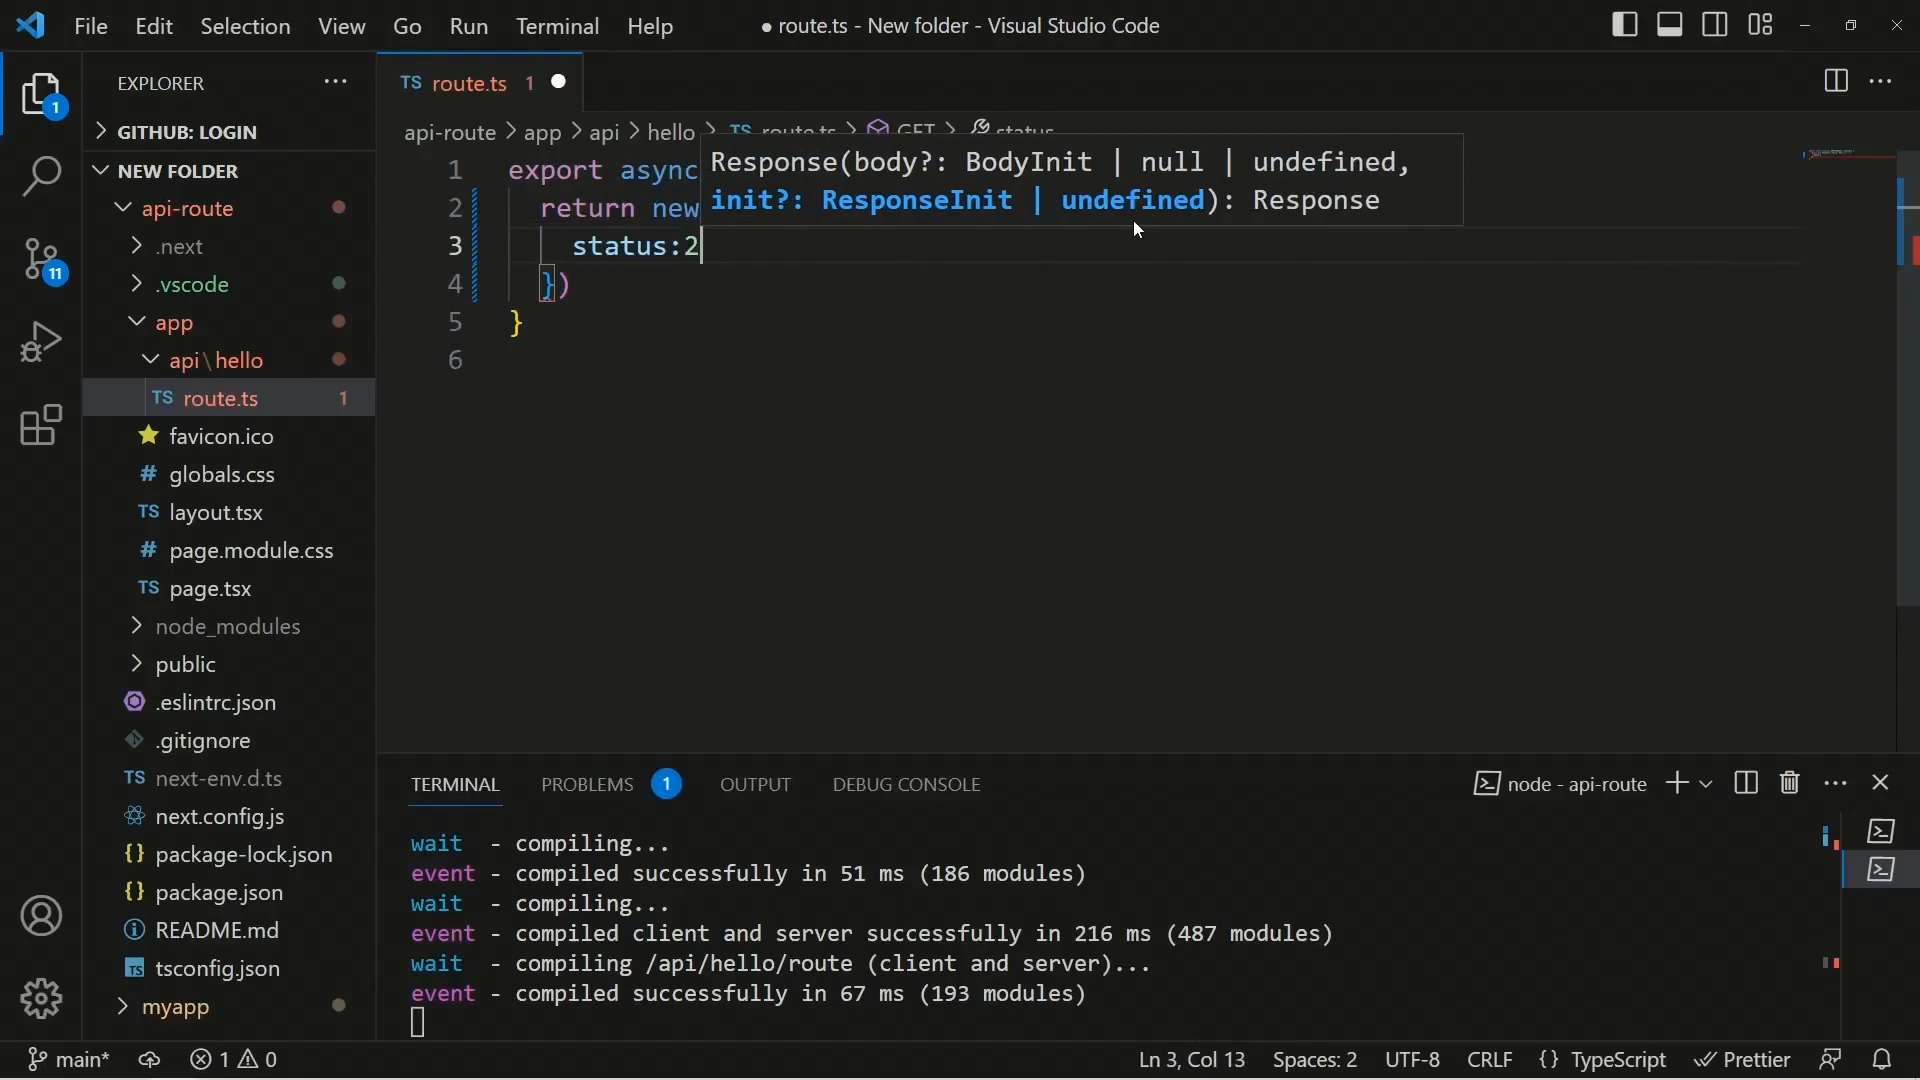 File Edit Selection View Go Run Terminal Help
● route.ts - New folder - Visual Studio Code
EXPLORER
TS route.ts 1
1
GITHUB: LOGIN
api-route > app > api > hello > TS route.ts > GET > status
NEW FOLDER
api-route
.next
.vscode
app
api\hello
TS route.ts 1
favicon.ico
# globals.css
TS layout.tsx
# page.module.css
TS page.tsx
node_modules
public
.eslintrc.json
.gitignore
TS next-env.d.ts
next.config.js
{} package-lock.json
{} package.json
README.md
TS tsconfig.json
myapp
11
1 export async
2 return new
3 status:2
4 })
5 }
6
Response(body?: BodyInit | null | undefined,
init?: ResponseInit | undefined): Response
TERMINAL PROBLEMS 1 OUTPUT DEBUG CONSOLE
node - api-route
wait - compiling...
event - compiled successfully in 51 ms (186 modules)
wait - compiling...
event - compiled client and server successfully in 216 ms (487 modules)
wait - compiling /api/hello/route (client and server)...
event - compiled successfully in 67 ms (193 modules)
main* 1 0
Ln 3, Col 13 Spaces: 2 UTF-8 CRLF {} TypeScript Prettier